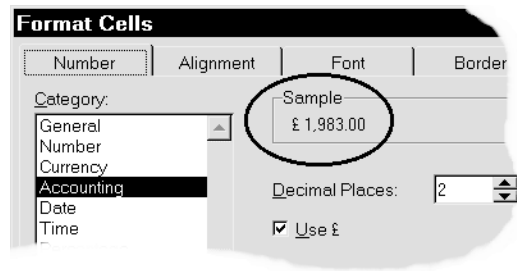 Format Cells
Number Alignment Font Border
Category:
General
Number
Currency
Accounting
Date
Time
Sample
£ 1,983.00
Decimal Places: 2
Use £